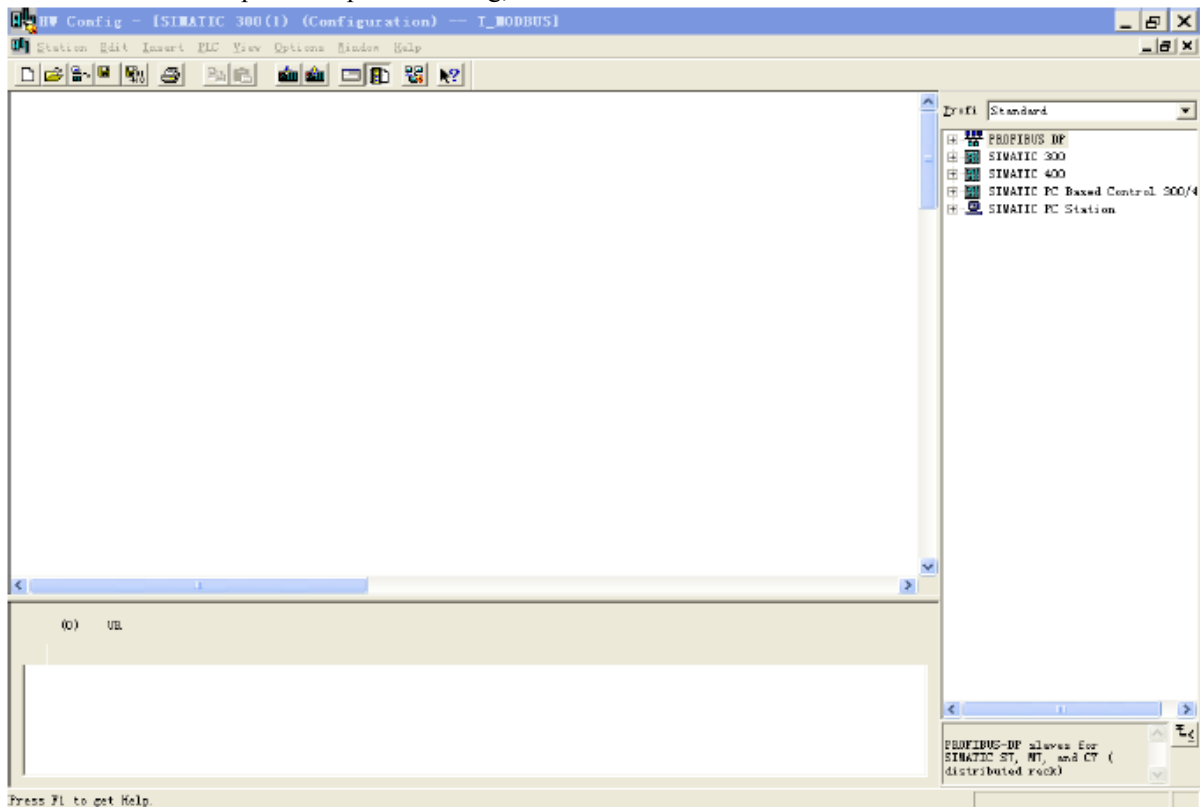 HW Config - [SIMATIC 300(1) (Configuration) -- T_MODBUS]
Station Edit Insert PLC View Options Window Help
Profi Standard
PROFIBUS DP
SIMATIC 300
SIMATIC 400
SIMATIC PC Based Control 300/4
SIMATIC PC Station
(0) UR
PROFIBUS-DP slaves for
SIMATIC S7, M7, and C7 (
distributed rack)
Press F1 to get Help.